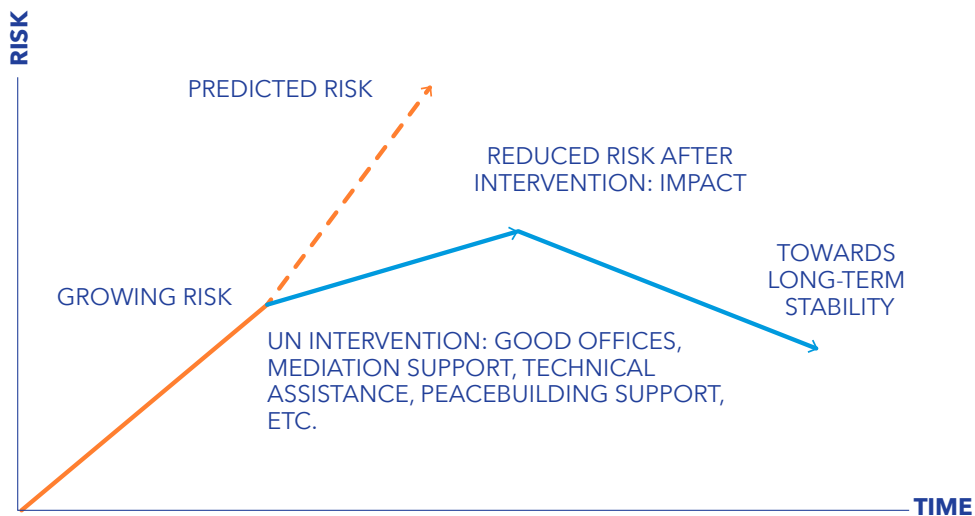 RISK
PREDICTED RISK
REDUCED RISK AFTER
INTERVENTION: IMPACT
TOWARDS
LONG-TERM
STABILITY
GROWING RISK
UN INTERVENTION: GOOD OFFICES,
MEDIATION SUPPORT, TECHNICAL
ASSISTANCE, PEACEBUILDING SUPPORT,
ETC.
TIME